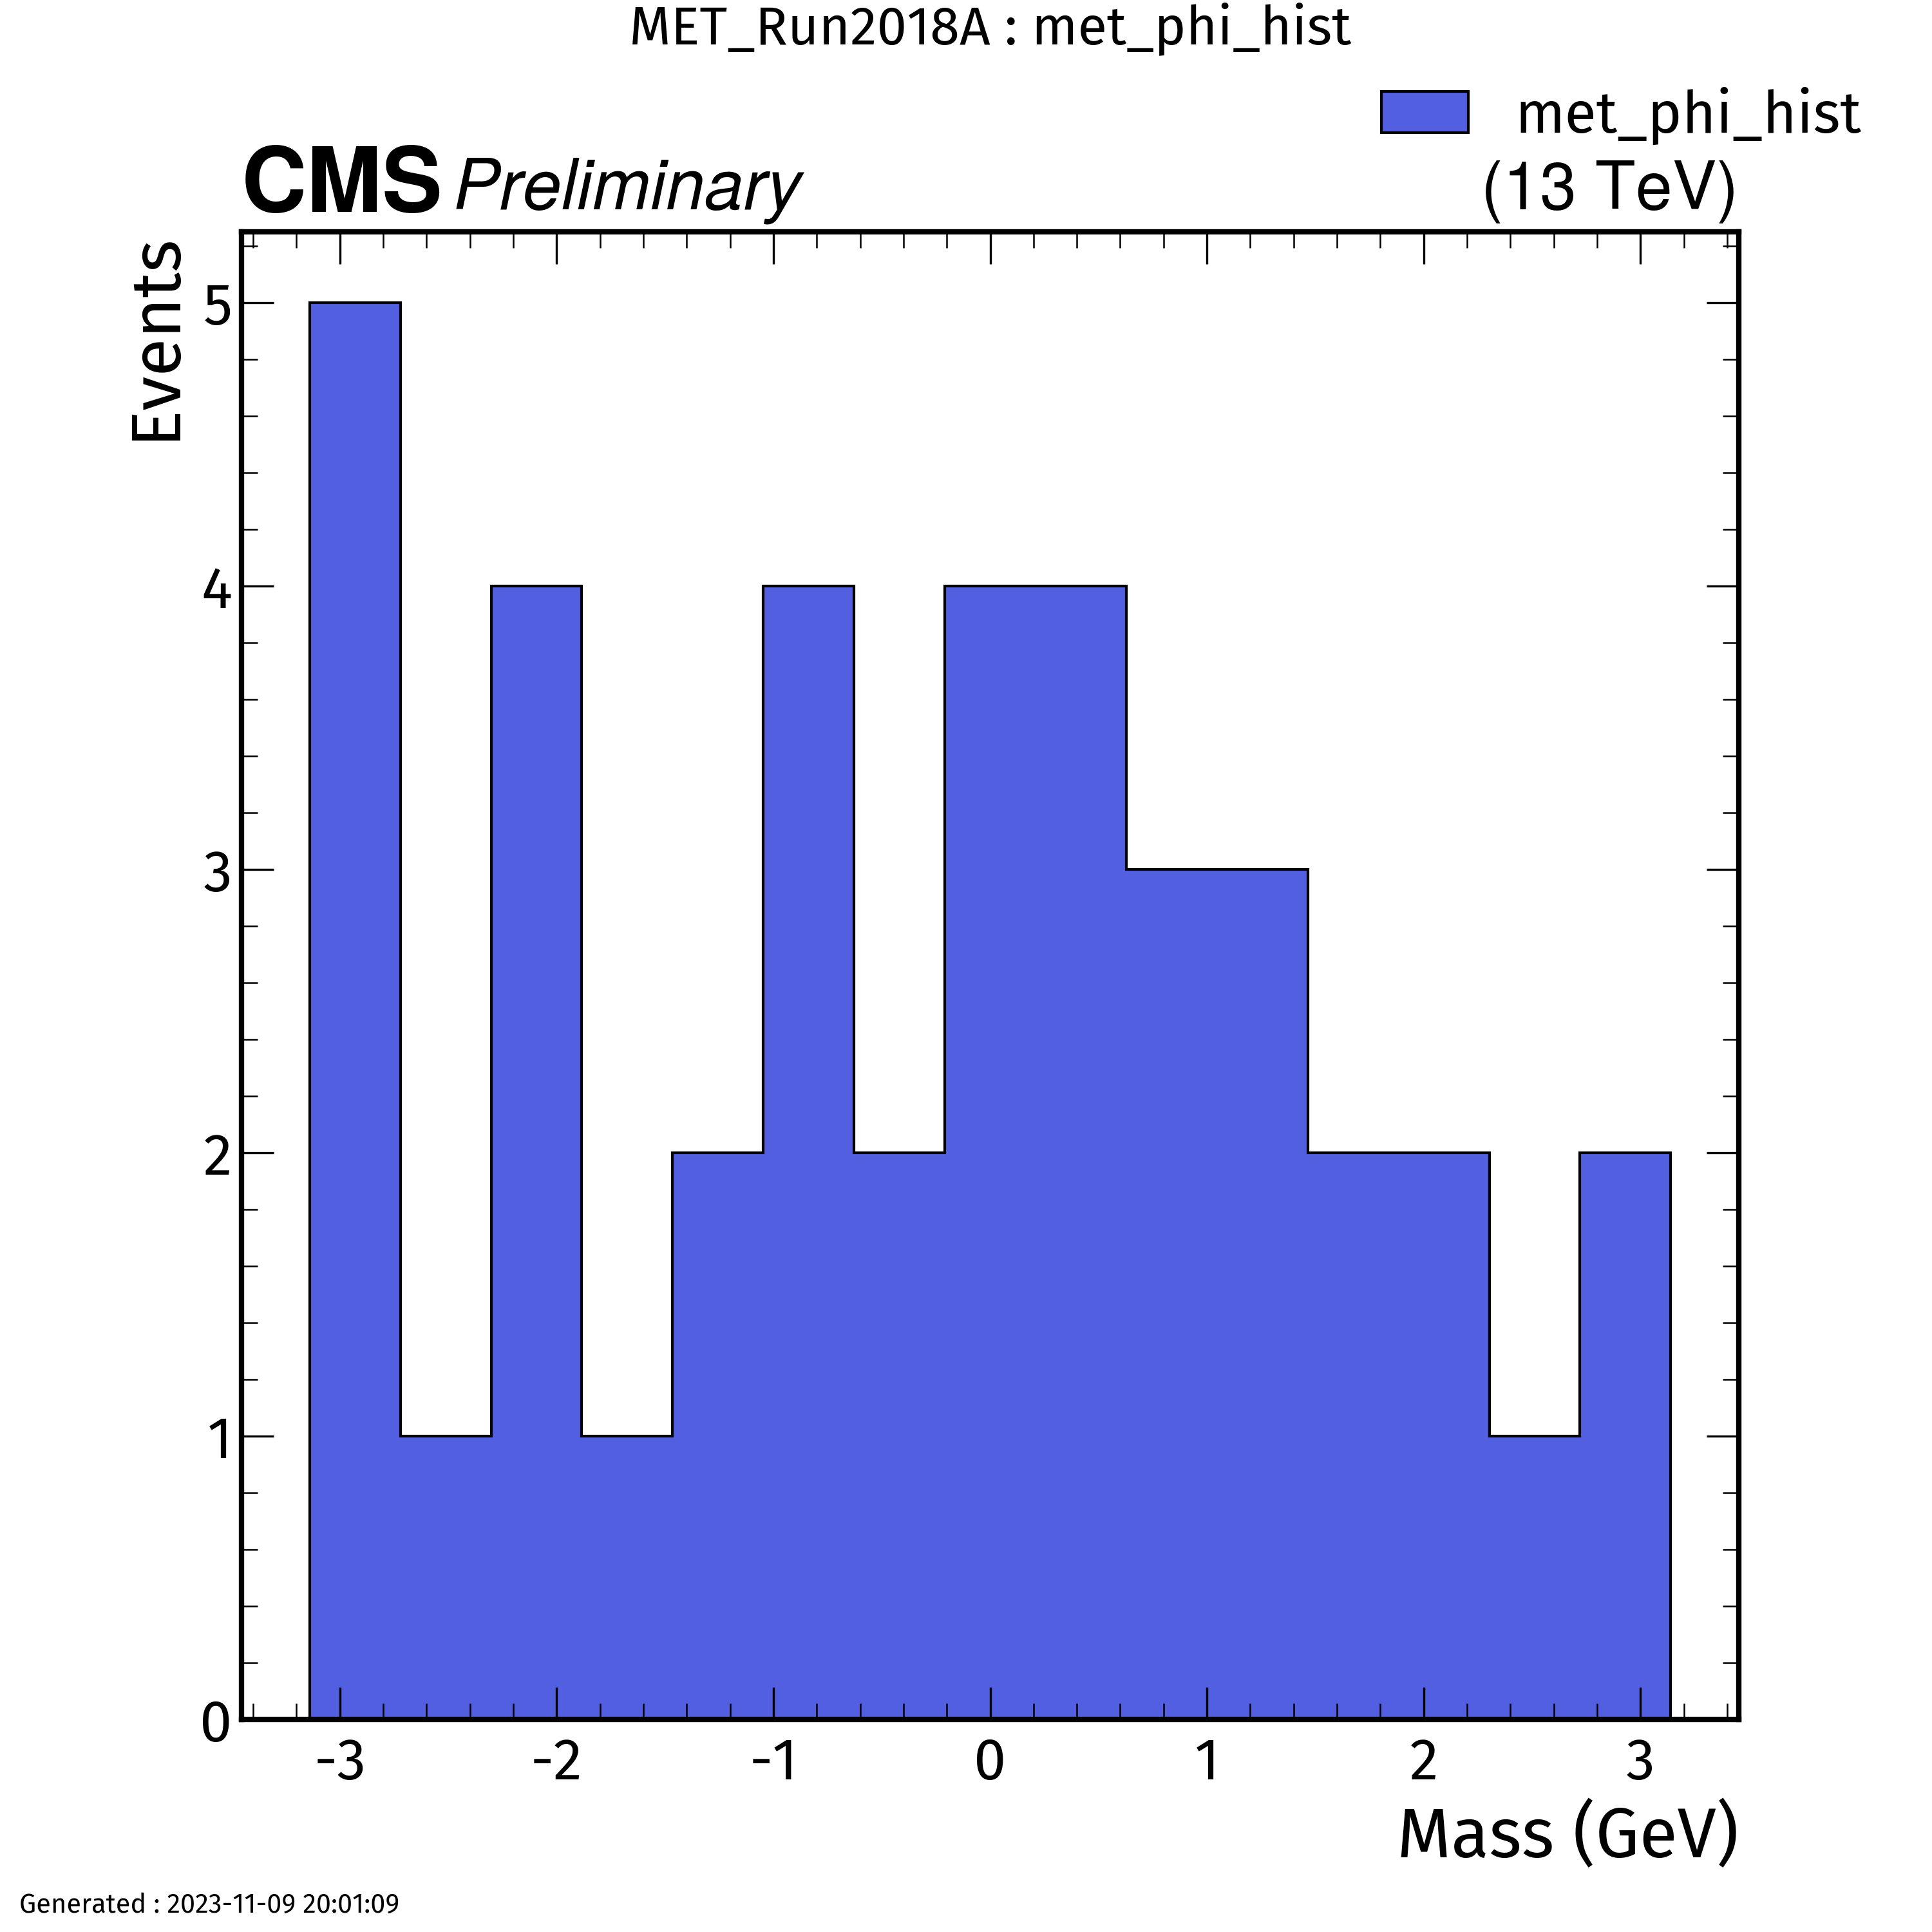 MET_Run2018A : met_phi_hist
met_phi_hist
CMS Preliminary (13 TeV)
Events
5
4
3
2
1
0
-3 -2 -1 0 1 2 3
Mass (GeV)
Generated : 2023-11-09 20:01:09